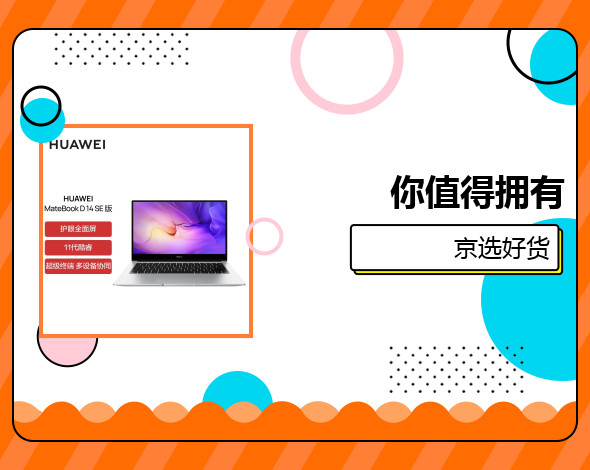 HUAWEI
HUAWEI
MateBook D 14 SE 版
护眼全面屏
11代酷睿
超级终端 多设备协同
你值得拥有
京选好货